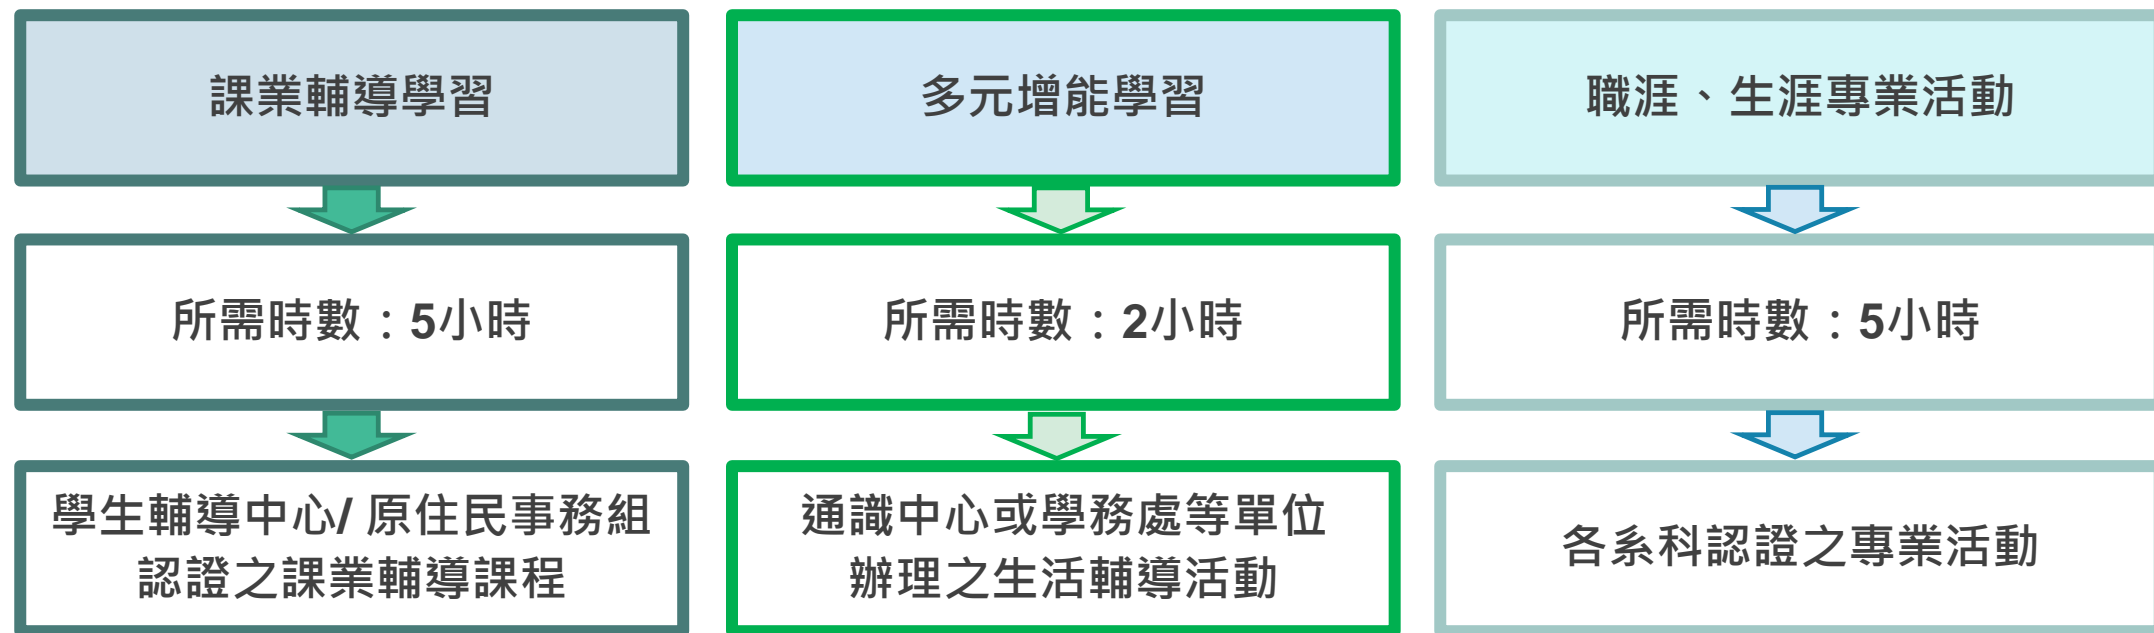 課業輔導學習
多元增能學習
職涯、生涯專業活動
所需時數：5小時
所需時數：2小時
所需時數：5小時
學生輔導中心/ 原住民事務組
認證之課業輔導課程
通識中心或學務處等單位
辦理之生活輔導活動
各系科認證之專業活動